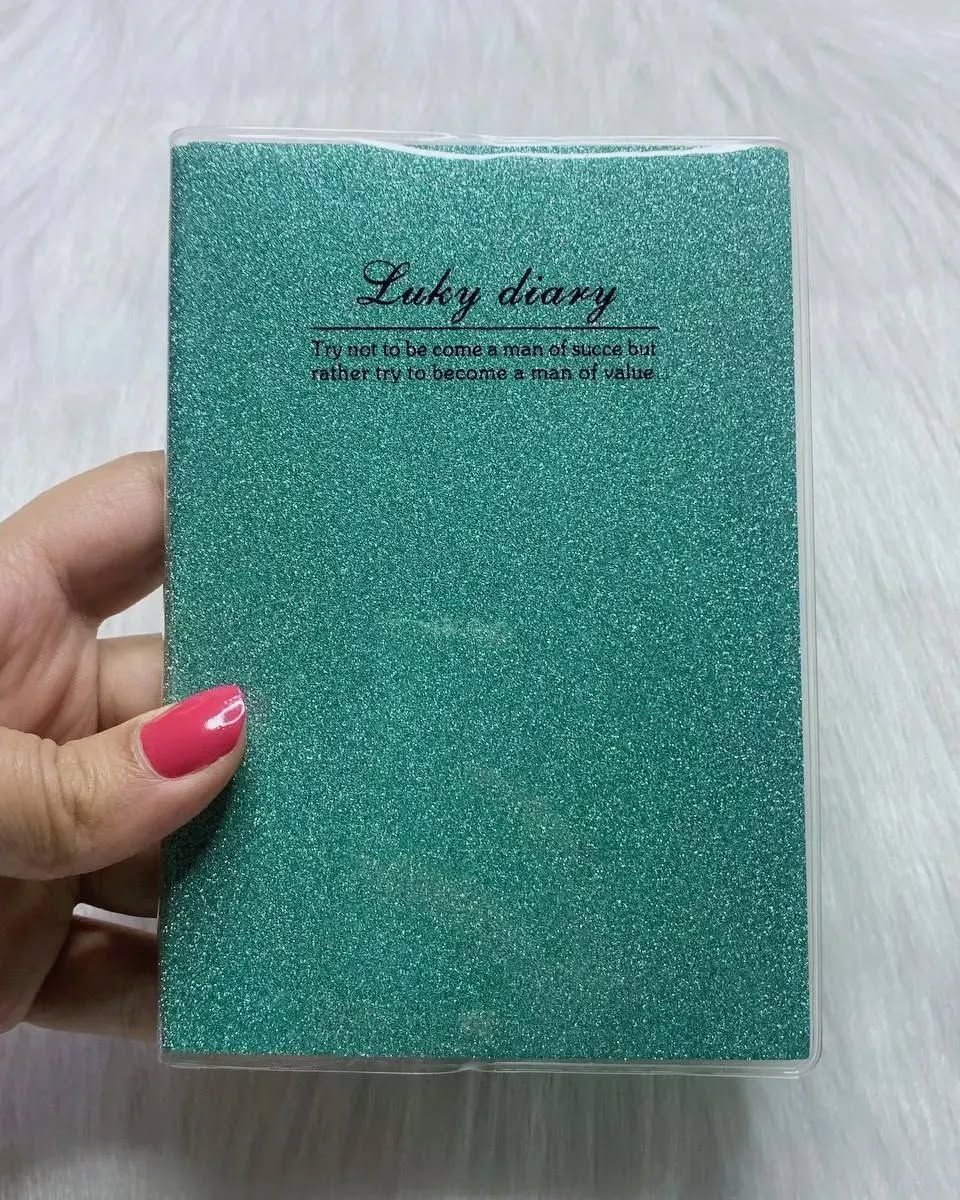 Luky diary
Try not to be come a man of succe but
rather try to become a man of value